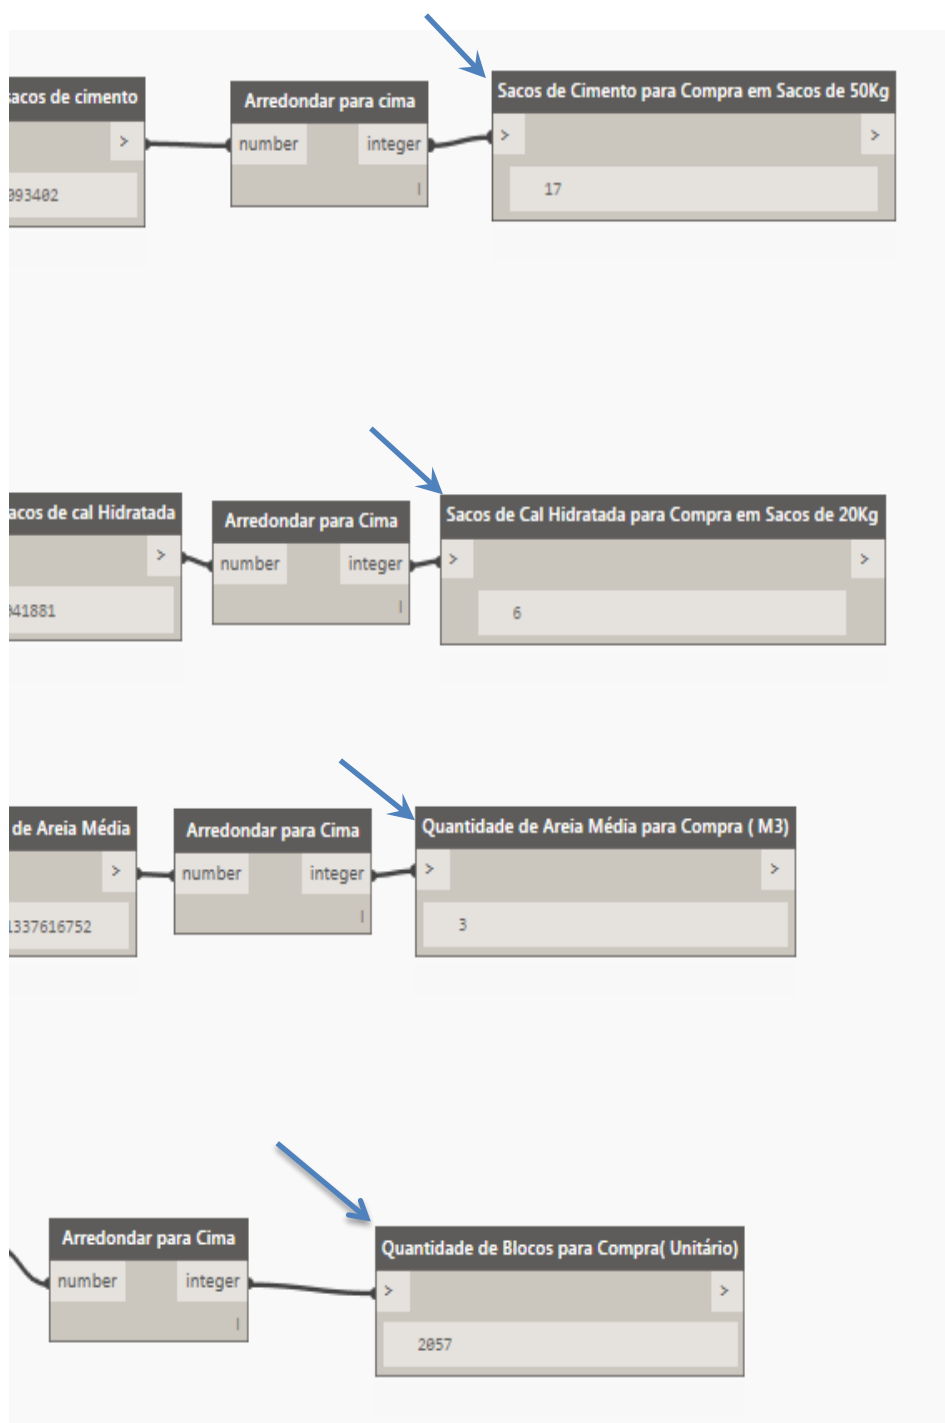 sacos de cimento
>
093402
Arredondar para cima
number integer
Sacos de Cimento para Compra em Sacos de 50Kg
> >
17
acos de cal Hidratada
>
041881
Arredondar para Cima
number integer
Sacos de Cal Hidratada para Compra em Sacos de 20Kg
> >
6
de Areia Média
>
1337616752
Arredondar para Cima
number integer
Quantidade de Areia Média para Compra ( M3)
> >
3
Arredondar para Cima
number integer
Quantidade de Blocos para Compra( Unitário)
> >
2057